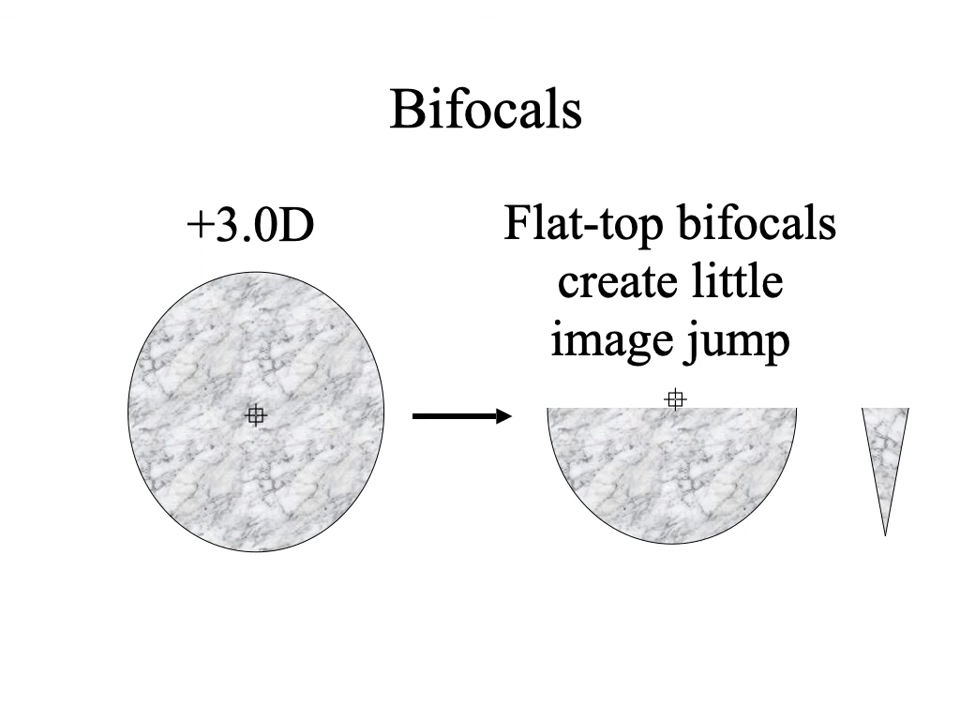 Bifocals
+3.0D
Flat-top bifocals
create little
image jump